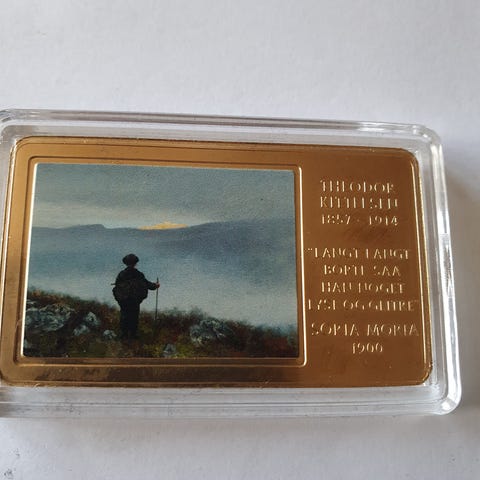 THEODOR
KITTELSEN
1857 - 1914
"LANGT LANGT
BORTE SAA
HAN NOGET
LYSE OG GLITRE"
SORIA MORIA
1900